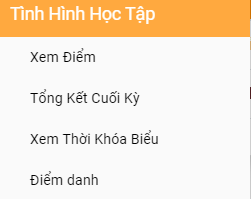 Tình Hình Học Tập
Xem Điểm
Tổng Kết Cuối Kỳ
Xem Thời Khóa Biểu
Điểm danh